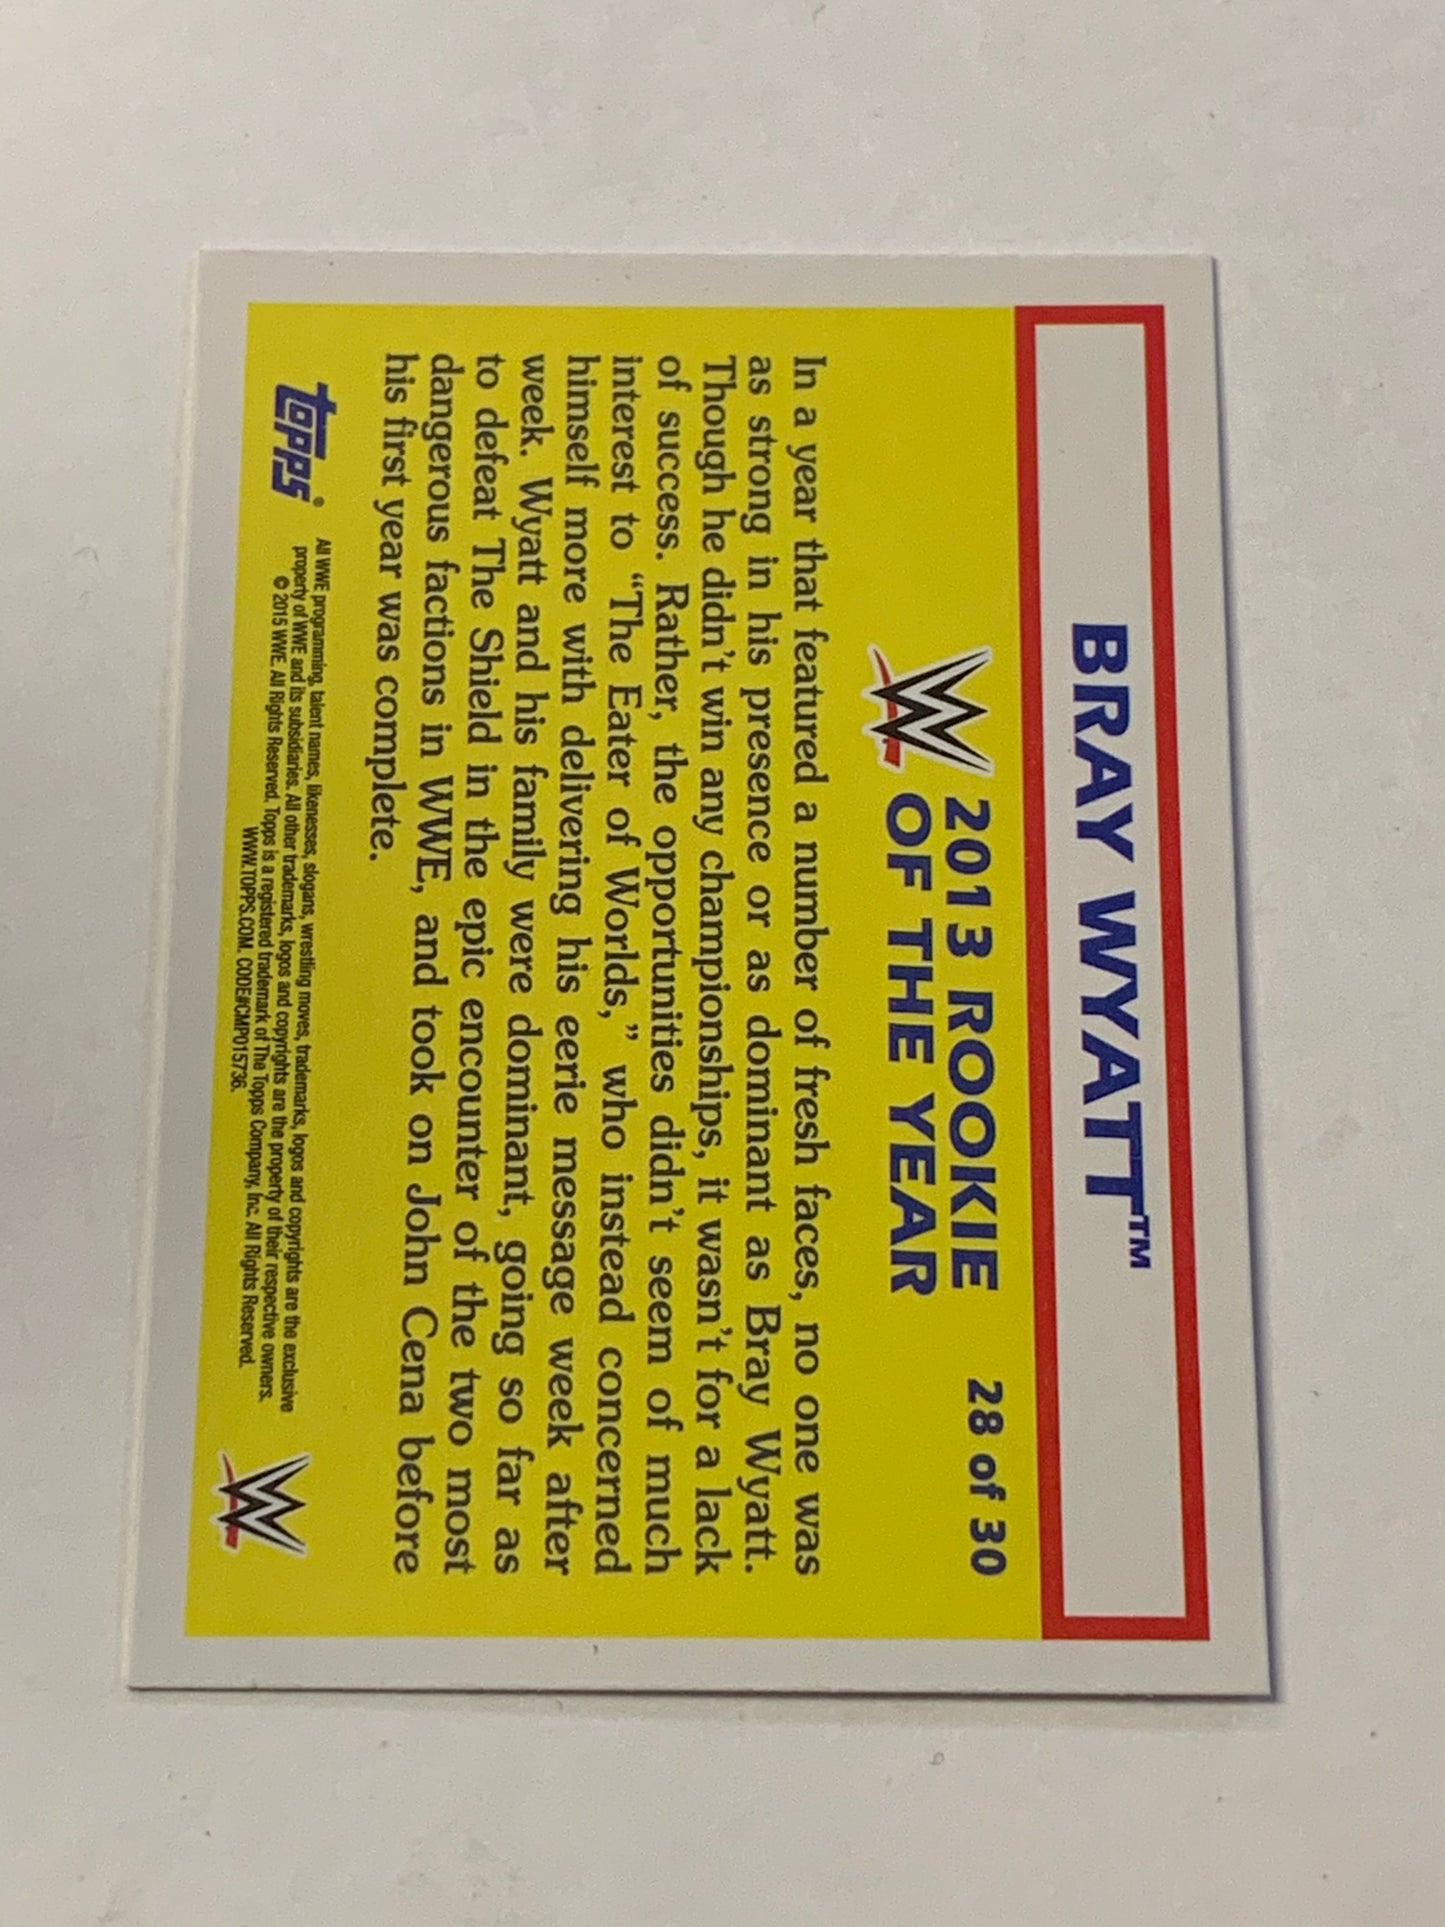 BRAY WYATT™
2013 ROOKIE
OF THE YEAR
28 of 30
In a year that featured a number of fresh faces, no one was
as strong in his presence or as dominant as Bray Wyatt.
Though he didn't win any championships, it wasn't for a lack
of success. Rather, the opportunities didn't seem of much
interest to “The Eater of Worlds,” who instead concerned
himself more with delivering his eerie message week after
week. Wyatt and his family were dominant, going so far as
to defeat The Shield in the epic encounter of the two most
dangerous factions in WWE, and took on John Cena before
his first year was complete.
topps®
All WWE programming, talent names, likenesses, slogans, wrestling moves, trademarks, logos and copyrights are the exclusive
property of WWE and its subsidiaries. All other trademarks, logos and copyrights are the property of their respective owners.
© 2015 WWE. All Rights Reserved. Topps is a registered trademark of The Topps Company, Inc. All Rights Reserved.
WWW.TOPPS.COM. CODE#CMP015736.